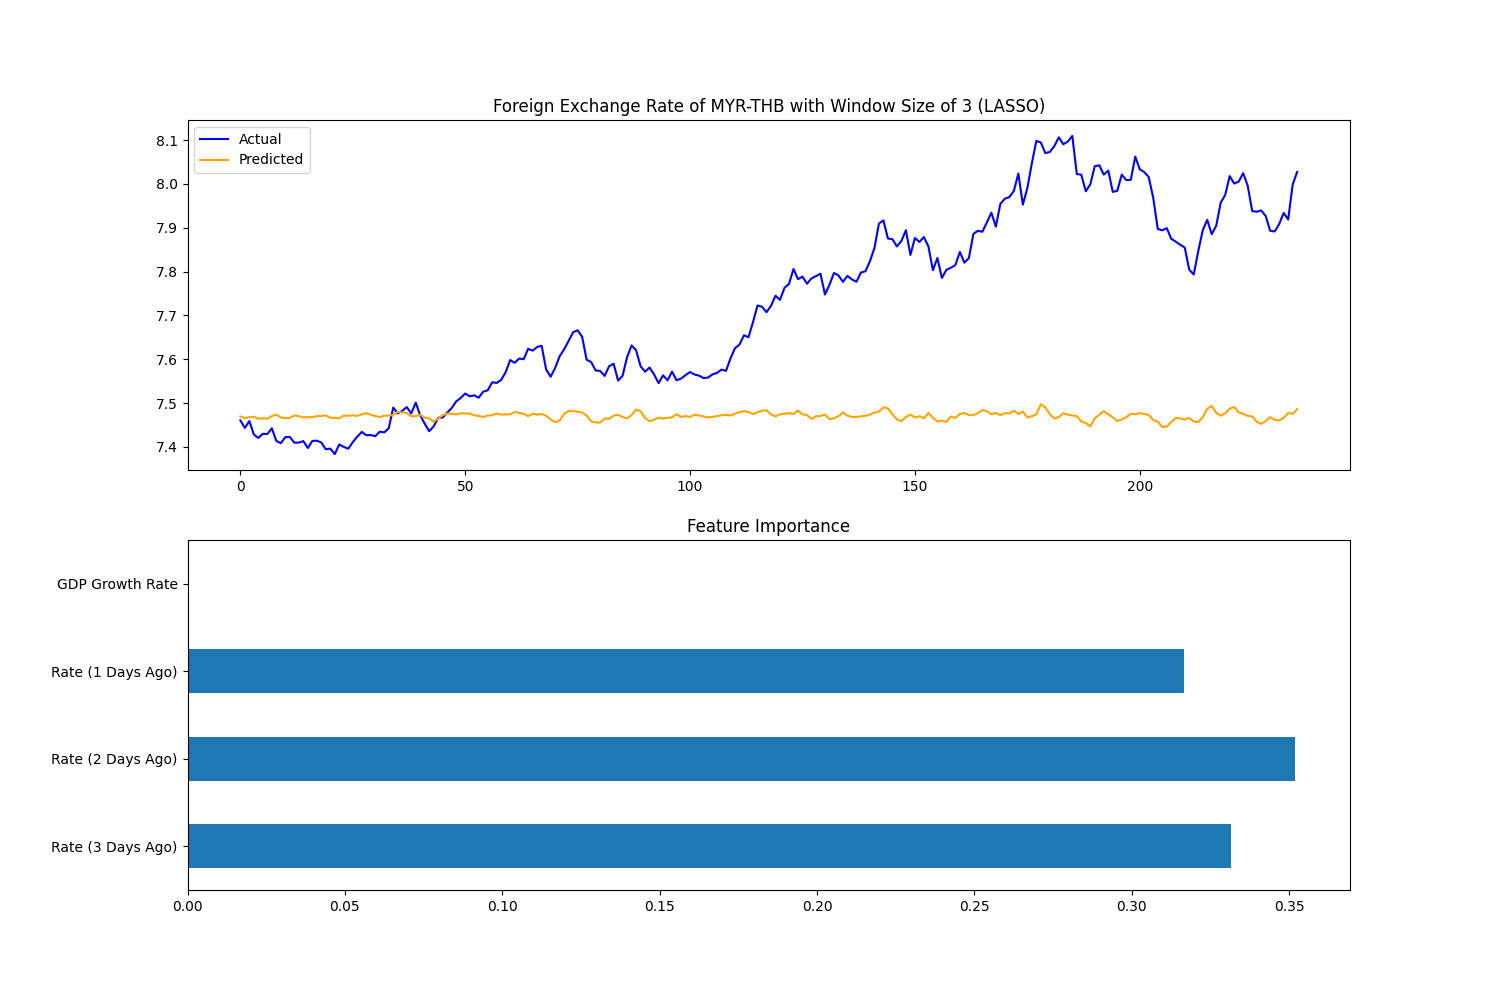 Foreign Exchange Rate of MYR-THB with Window Size of 3 (LASSO)
Actual
Predicted
8.1
8.0
7.9
7.8
7.7
7.6
7.5
7.4
0 50 100 150 200
Feature Importance
GDP Growth Rate
Rate (1 Days Ago)
Rate (2 Days Ago)
Rate (3 Days Ago)
0.00 0.05 0.10 0.15 0.20 0.25 0.30 0.35